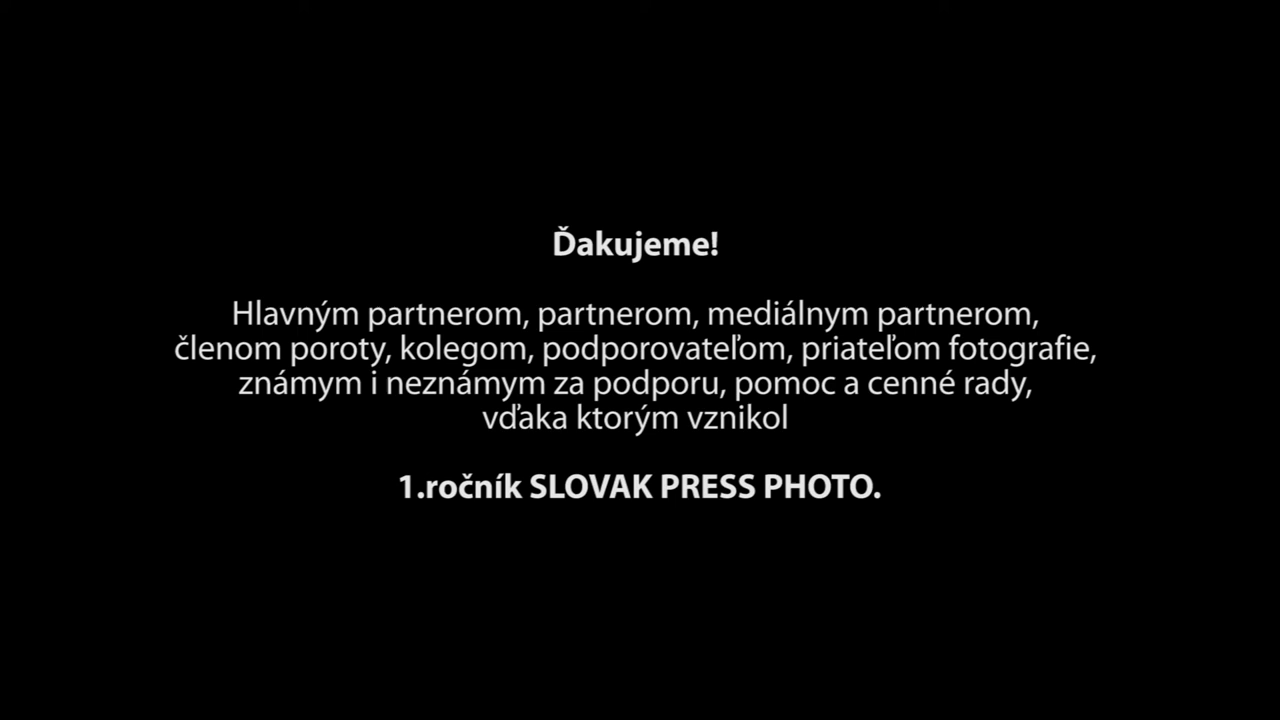 Ďakujeme!
Hlavným partnerom, partnerom, mediálnym partnerom,
členom poroty, kolegom, podporovateľom, priateľom fotografie,
známym i neznámym za podporu, pomoc a cenné rady,
vďaka ktorým vznikol
1.ročník SLOVAK PRESS PHOTO.